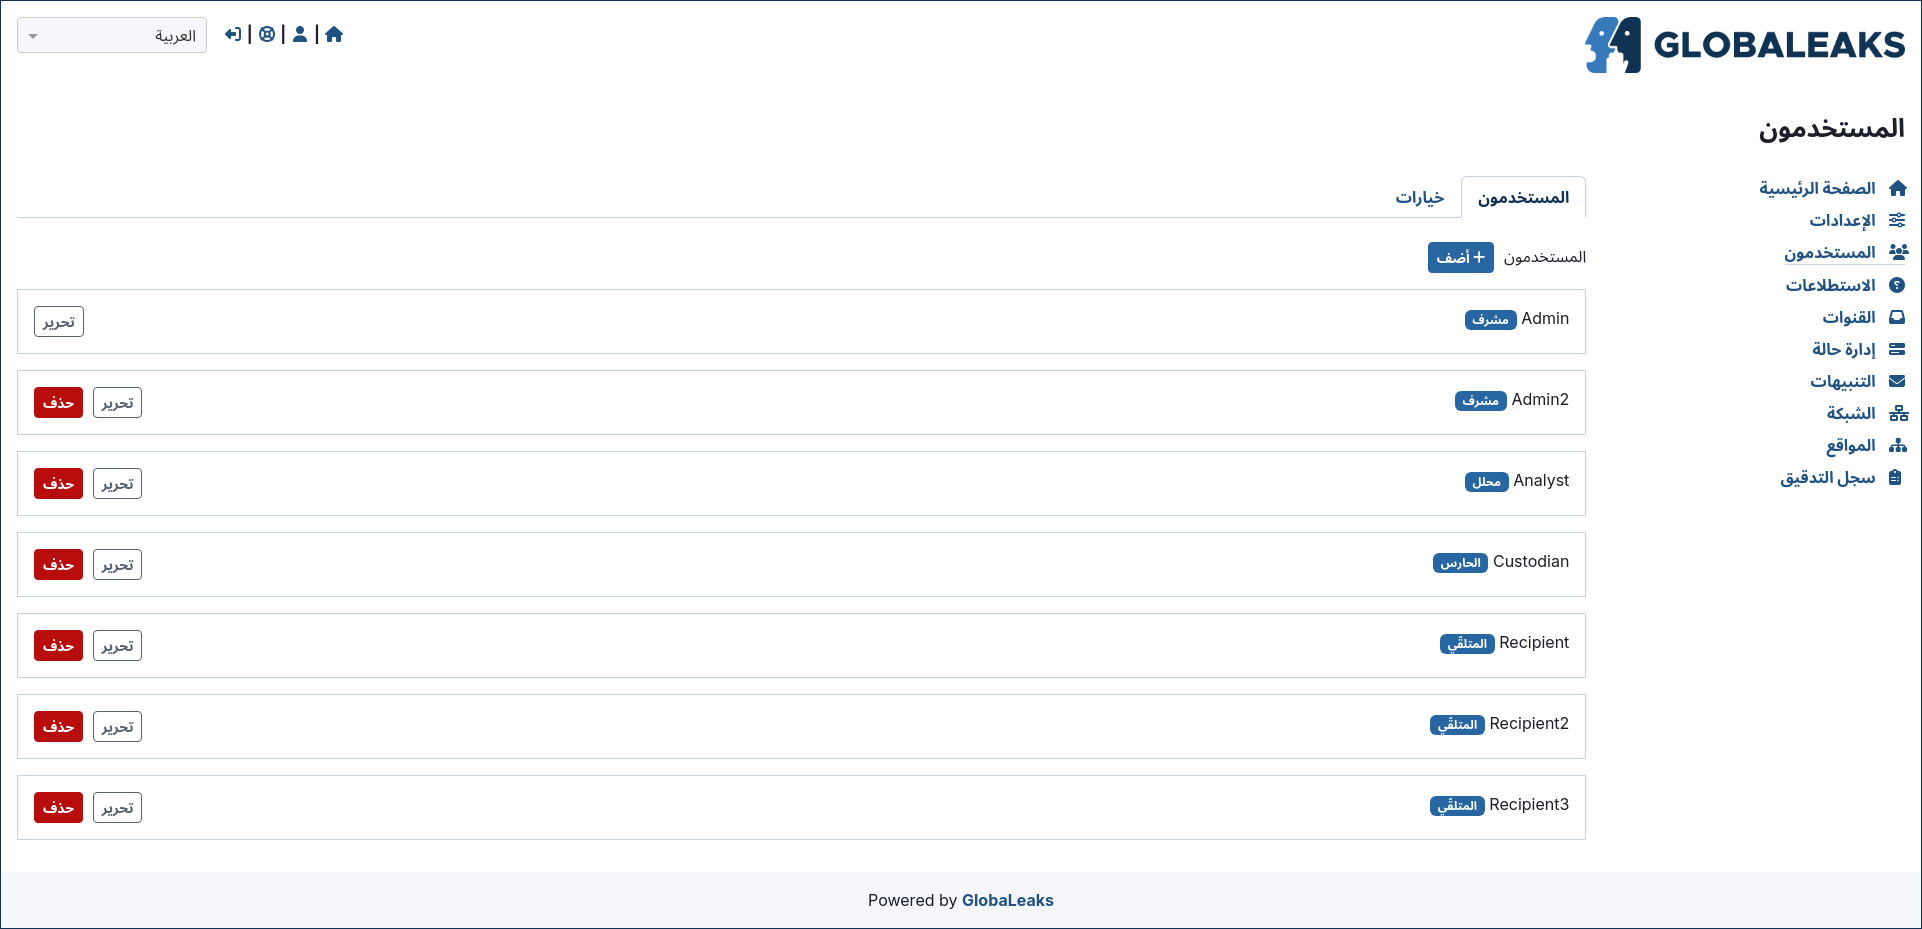 GLOBALEAKS
العربية
المستخدمون
الصفحة الرئيسية
الإعدادات
المستخدمون
الاستطلاعات
القنوات
إدارة حالة
التنبيهات
الشبكة
المواقع
سجل التدقيق
المستخدمون خيارات
المستخدمون + أضف
Admin مشرف تحرير
Admin2 مشرف تحرير حذف
Analyst محلل تحرير حذف
Custodian الحارس تحرير حذف
Recipient المتلقّي تحرير حذف
Recipient2 المتلقّي تحرير حذف
Recipient3 المتلقّي تحرير حذف
Powered by GlobaLeaks